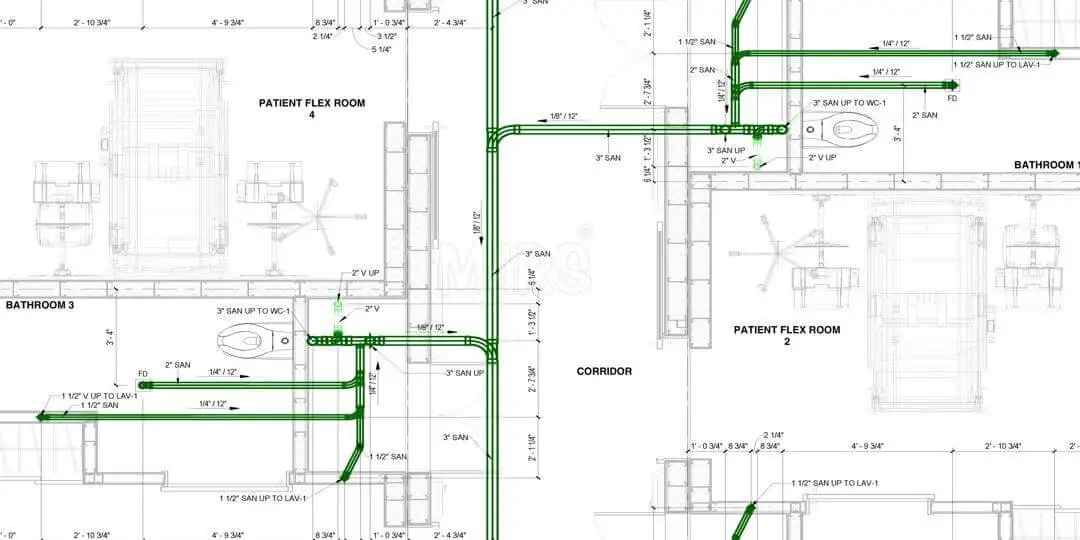 ' - 0"
2' - 10 3/4"
4' - 9 3/4"
8 3/4"
1' - 0 3/4"
2' - 4 3/4"
2 1/4"
3 1/2"
5 1/4"
3" SAN
2' - 1 1/4"
1 1/2" SAN
1/4" / 12"
1 1/2" SAN
1 1/2" SAN UP TO LAV-1
2" SAN
1/4" / 12"
FD
2" SAN
2' - 7 3/4"
1/4" / 12"
PATIENT FLEX ROOM
4
1/8" / 12"
3" SAN UP TO WC-1
3" SAN
3" SAN UP
2" V
2" V UP
1' - 3 1/2"
6 1/4"
3' - 4"
BATHROOM 1
1/8" / 12"
MaRS
®
3" SAN
6 1/4"
2" V UP
2" V
BATHROOM 3
3" SAN UP TO WC-1
1/8" / 12"
1' - 3 1/2"
3' - 4"
PATIENT FLEX ROOM
2
2" SAN
FD
1/4" / 12"
1/4" / 12"
3" SAN UP
2' - 7 3/4"
CORRIDOR
1 1/2" V UP TO LAV-1
1 1/2" SAN
1/4" / 12"
3" SAN
2' - 1 1/4"
1 1/2" SAN
1 1/2" SAN UP TO LAV-1
2 1/4"
1' - 0 3/4"
8 3/4"
8 3/4"
4' - 9 3/4"
2' - 10 3/4"
1 1/2" SAN UP TO LAV-1
' - 0"
2' - 10 3/4"
4' - 9 3/4"
8 3/4"
1' - 0 3/4"
2' - 4 3/4"